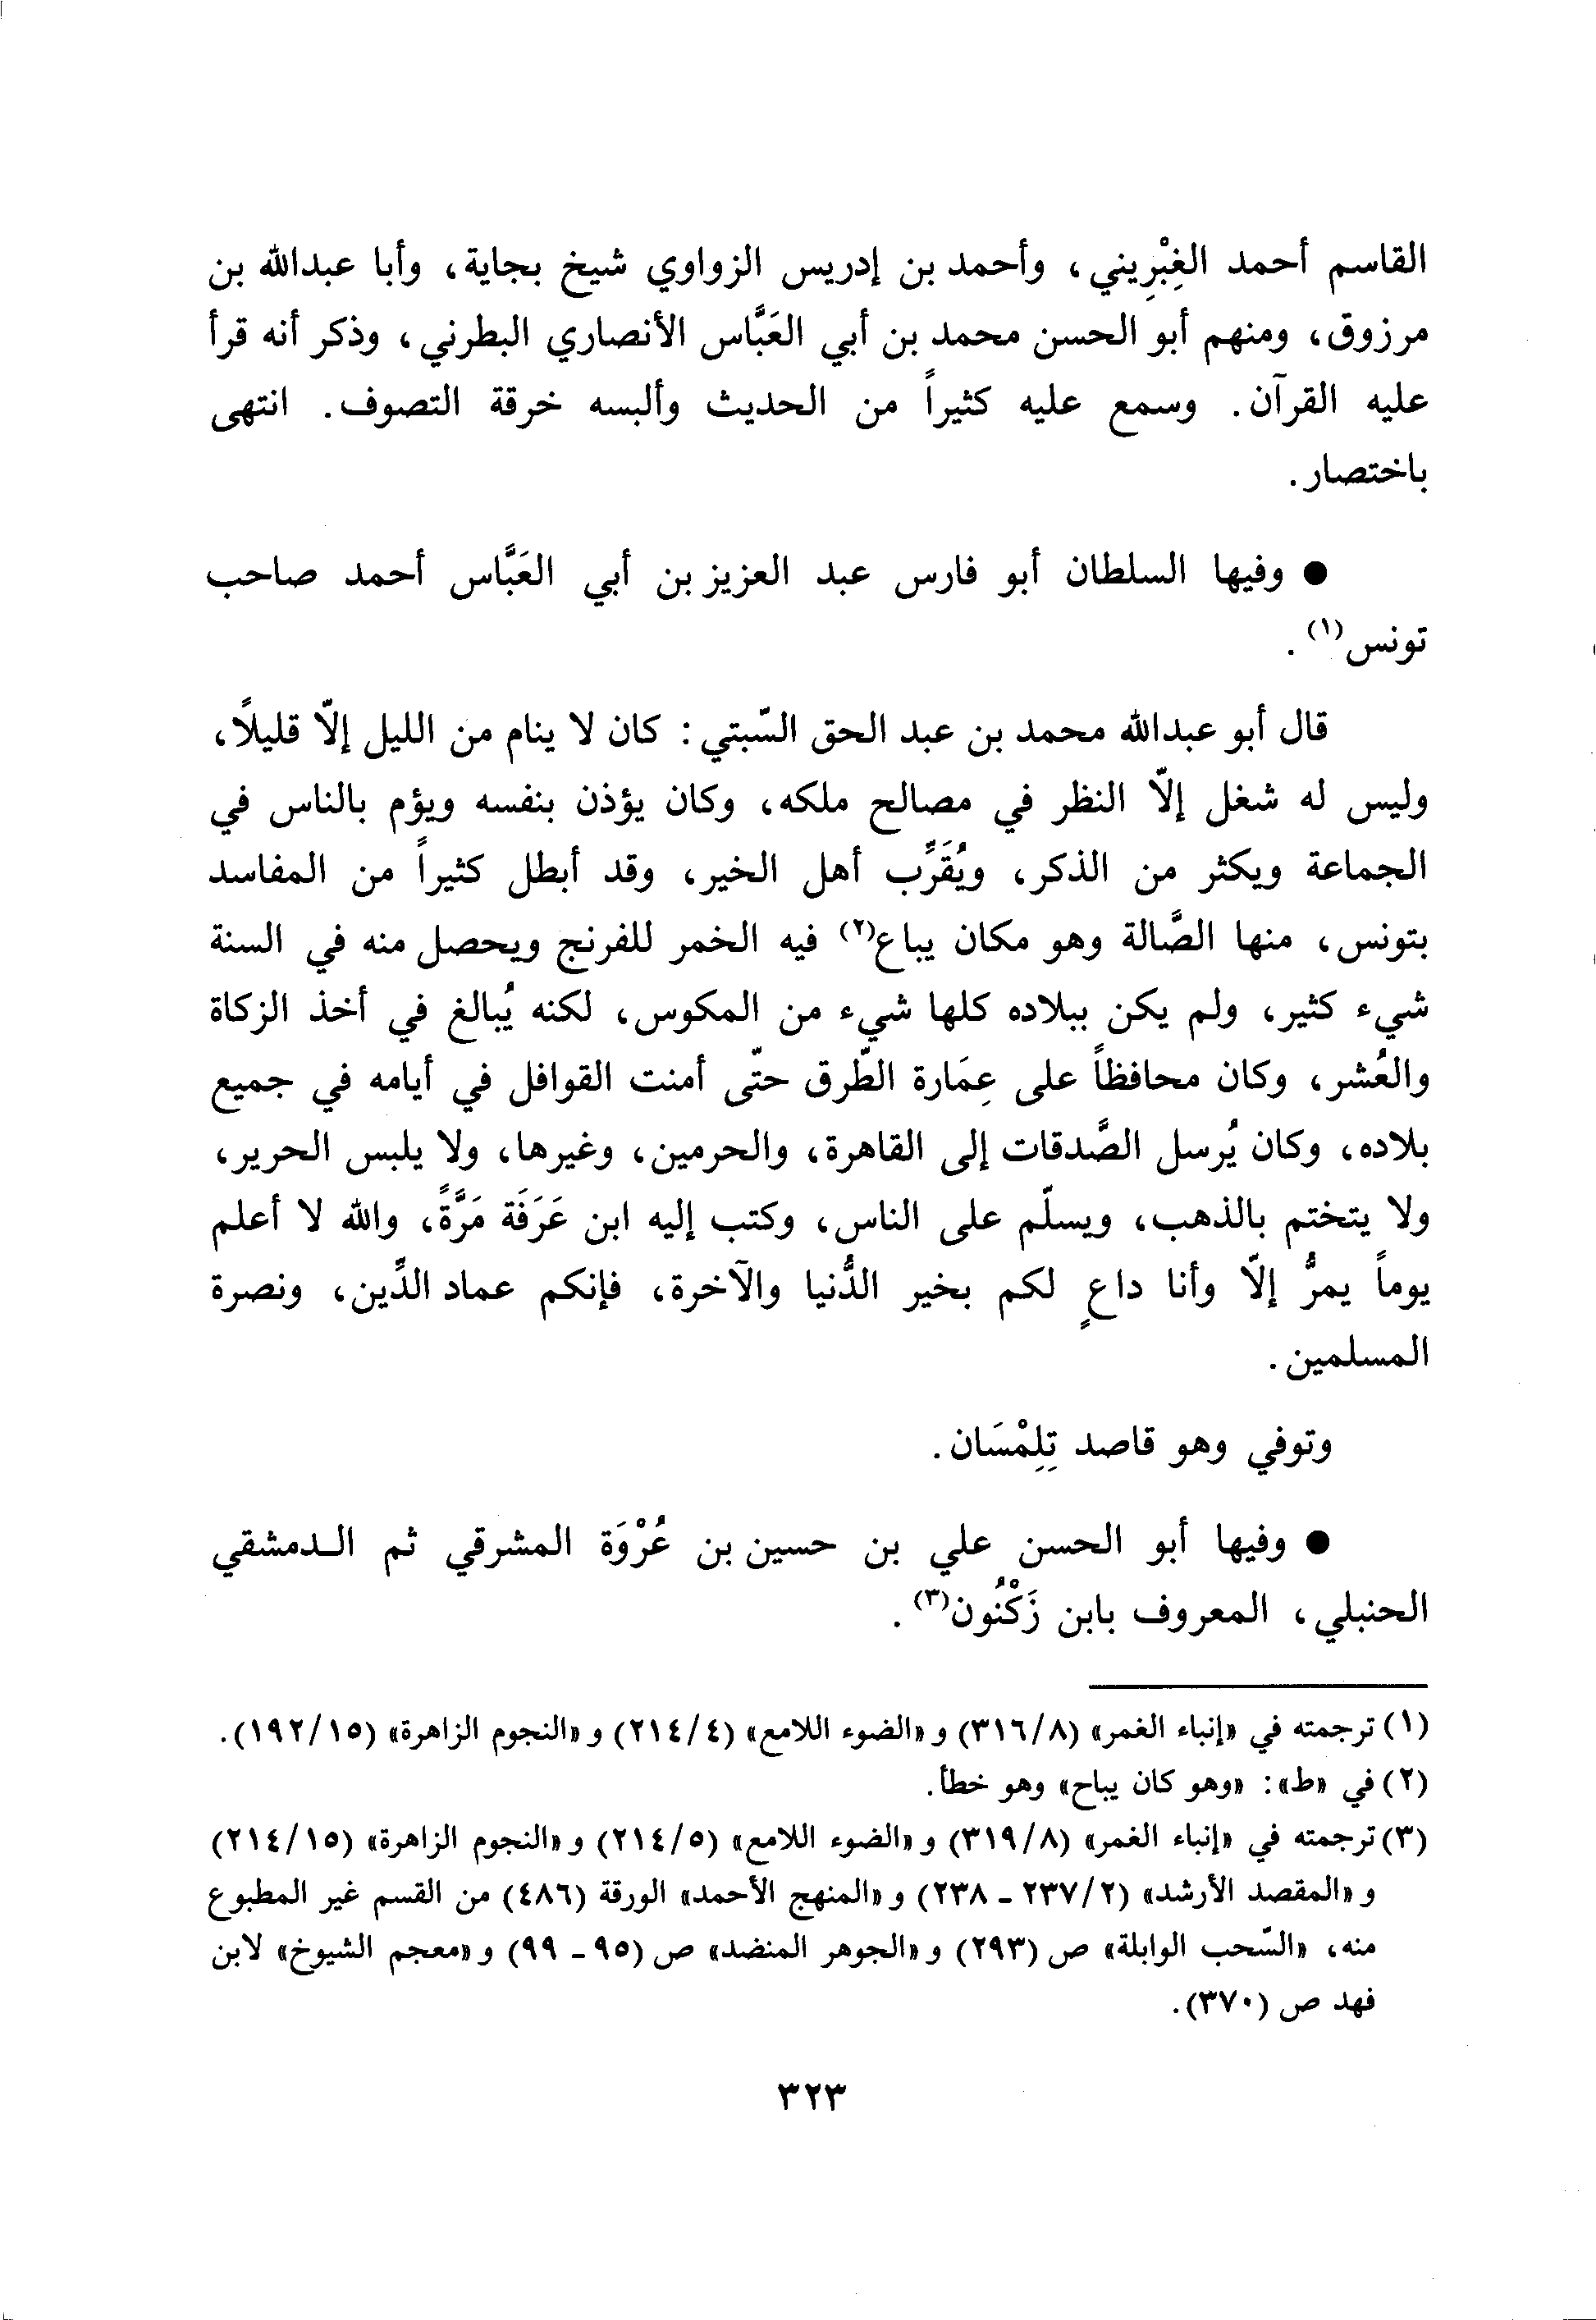 القاسم أحمد الغِبْرِيني، وأحمد بن إدريس الزواوي شيخ بجاية، وأبا عبدالله بن
مرزوق، ومنهم أبو الحسن محمد بن أبي العَبَّاس الأنصاري البطرني، وذكر أنه قرأ
عليه القرآن. وسمع عليه كثيراً من الحديث وألبسه خرقة التصوف. انتهى
باختصار.
● وفيها السلطان أبو فارس عبد العزيز بن أبي العَبَّاس أحمد صاحب
تونس(١).
قال أبو عبدالله محمد بن عبد الحق السّبتي: كان لا ينام من الليل إلّا قليلاً،
وليس له شغل إلّا النظر في مصالح ملكه، وكان يؤذن بنفسه ويؤم بالناس في
الجماعة ويكثر من الذكر، ويُقَرِّب أهل الخير، وقد أبطل كثيراً من المفاسد
بتونس، منها الصَّالة وهو مكان يباع(٢) فيه الخمر للفرنج ويحصل منه في السنة
شيء كثير، ولم يكن ببلاده كلها شيء من المكوس، لكنه يُبالغ في أخذ الزكاة
والعُشر، وكان محافظاً على عِمَارة الطّرق حتّى أمنت القوافل في أيامه في جميع
بلاده، وكان يُرسل الصَّدقات إلى القاهرة، والحرمين، وغيرها، ولا يلبس الحرير،
ولا يتختم بالذهب، ويسلّم على الناس، وكتب إليه ابن عَرَفَة مَرَّةً، والله لا أعلم
يوماً يمرُّ إلّا وأنا داعٍ لكم بخير الدُّنيا والآخرة، فإنكم عماد الدِّين، ونصرة
المسلمين.
وتوفي وهو قاصد تِلِمْسَان.
● وفيها أبو الحسن علي بن حسين بن عُرْوَة المشرقي ثم الـدمشقي
الحنبلي، المعروف بابن زَكْنُون(٣).
(١) ترجمته في «إنباء الغمر» (٣١٦/٨) و«الضوء اللامع» (٢١٤/٤) و«النجوم الزاهرة» (١٩٢/١٥).
(٢) في «ط»: «وهو كان يباح» وهو خطأ.
(٣) ترجمته في «إنباء الغمر» (٣١٩/٨) و«الضوء اللامع» (٢١٤/٥) و«النجوم الزاهرة» (٢١٤/١٥)
و«المقصد الأرشد» (٢٣٧/٢ - ٢٣٨) و«المنهج الأحمد» الورقة (٤٨٦) من القسم غير المطبوع
منه، «السّحب الوابلة» ص (٢٩٣) و«الجوهر المنضد» ص (٩٥ - ٩٩) و«معجم الشيوخ» لابن
فهد ص (٣٧٠).
٣٢٣